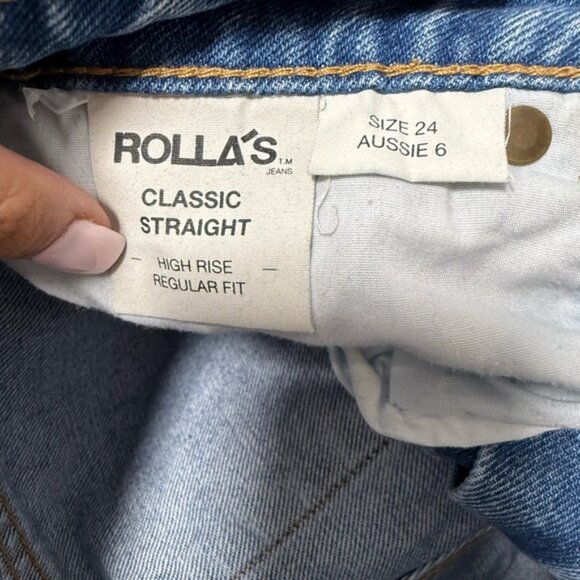 ROLLA'S T.M
JEANS
CLASSIC
STRAIGHT
- HIGH RISE -
REGULAR FIT
SIZE 24
AUSSIE 6